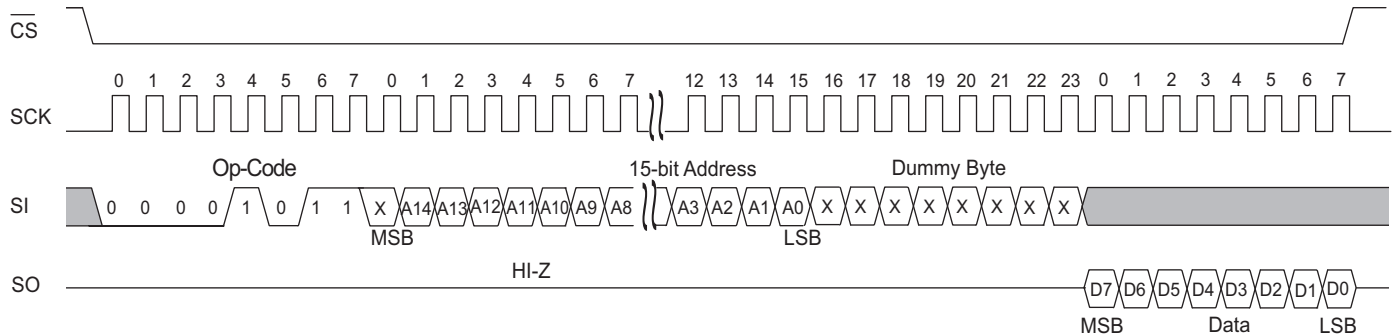 CS
0 1 2 3 4 5 6 7 0 1 2 3 4 5 6 7 12 13 14 15 16 17 18 19 20 21 22 23 0 1 2 3 4 5 6 7
SCK
Op-Code 15-bit Address Dummy Byte
SI 0 0 0 0 1 0 1 1 X A14 A13 A12 A11 A10 A9 A8 A3 A2 A1 A0 X X X X X X X X
MSB LSB
HI-Z
SO D7 D6 D5 D4 D3 D2 D1 D0
MSB Data LSB